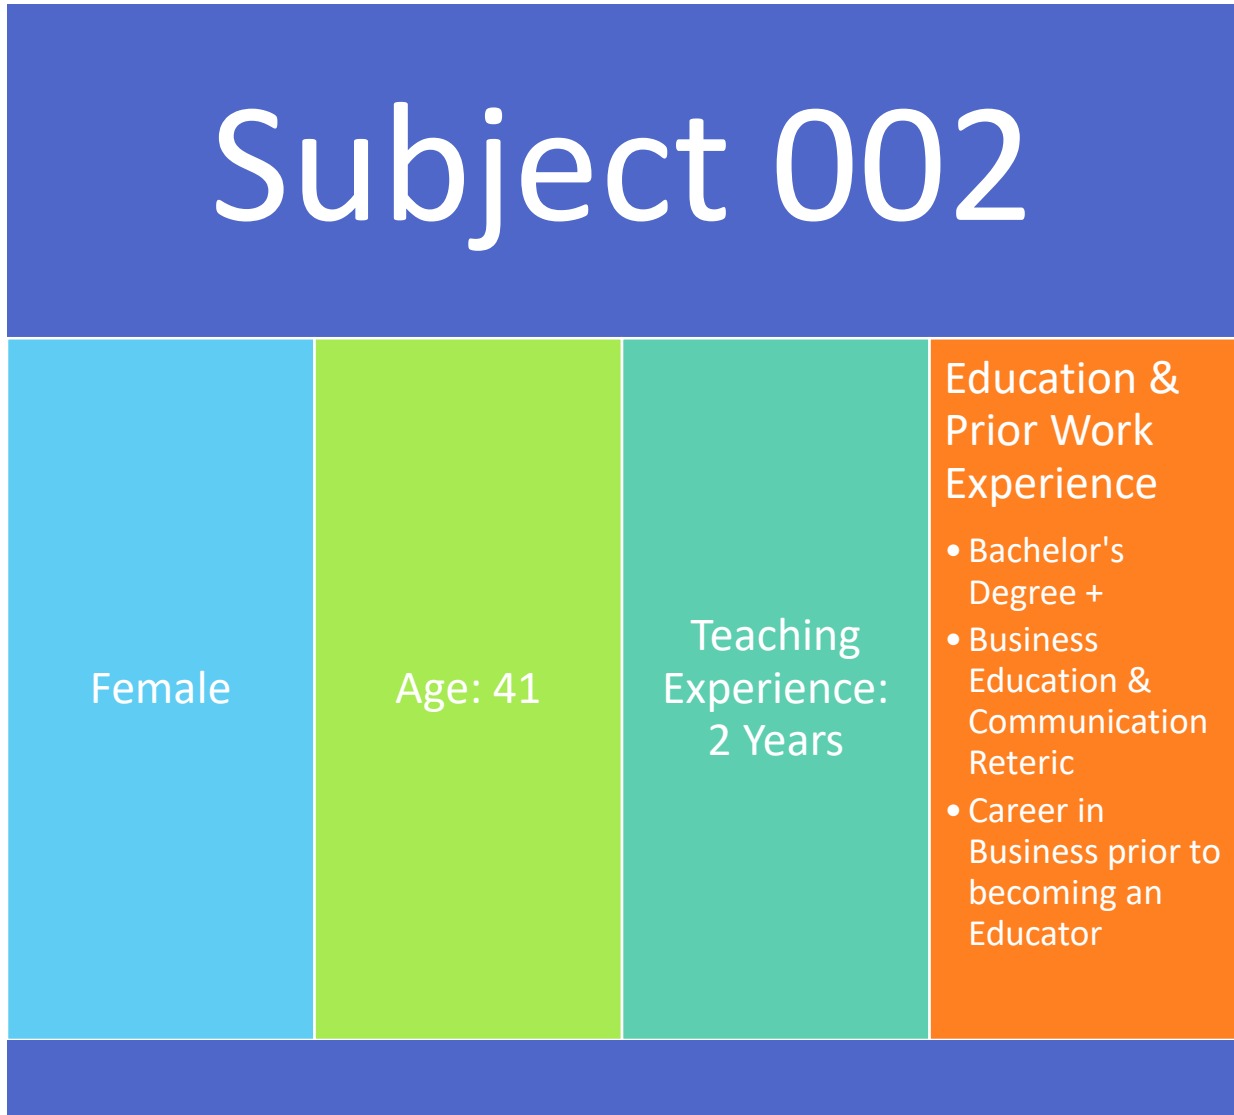 Subject 002
Female
Age: 41
Teaching
Experience:
2 Years
Education &
Prior Work
Experience
• Bachelor's
Degree +
• Business
Education &
Communication
Reteric
• Career in
Business prior to
becoming an
Educator